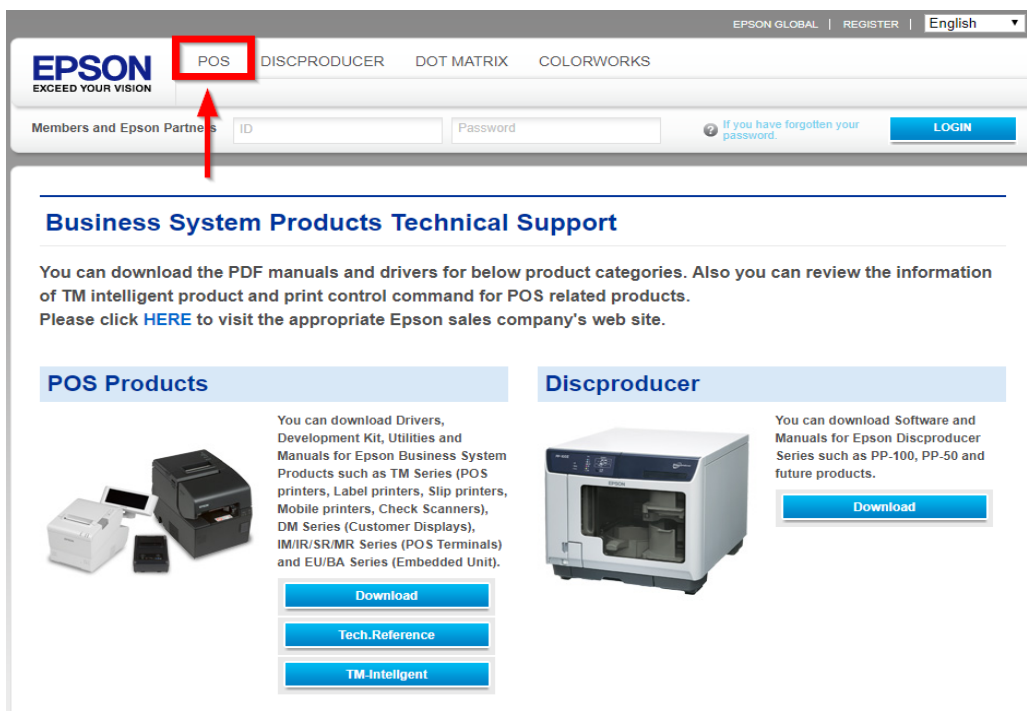 EPSON GLOBAL | REGISTER | English
EPSON
EXCEED YOUR VISION
POS DISCPRODUCER DOT MATRIX COLORWORKS
Members and Epson Partners ID Password If you have forgotten your password. LOGIN
Business System Products Technical Support
You can download the PDF manuals and drivers for below product categories. Also you can review the information
of TM intelligent product and print control command for POS related products.
Please click HERE to visit the appropriate Epson sales company's web site.
POS Products
You can download Drivers,
Development Kit, Utilities and
Manuals for Epson Business System
Products such as TM Series (POS
printers, Label printers, Slip printers,
Mobile printers, Check Scanners),
DM Series (Customer Displays),
IM/IR/SR/MR Series (POS Terminals)
and EU/BA Series (Embedded Unit).
Download
Tech.Reference
TM-Inteligent
Discproducer
EPSON
You can download Software and
Manuals for Epson Discproducer
Series such as PP-100, PP-50 and
future products.
Download